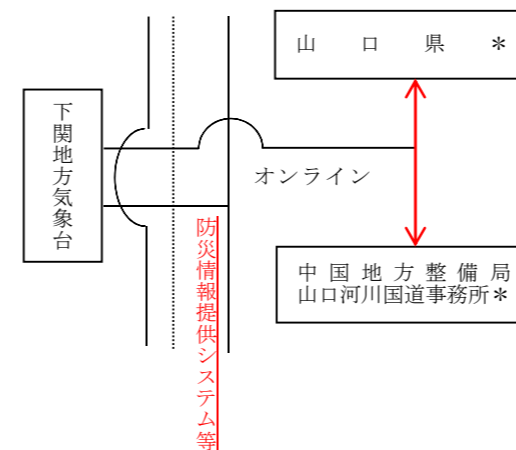 山口県＊
下関地方気象台
オンライン
防災情報提供システム等
中国地方整備局
山口河川国道事務所＊